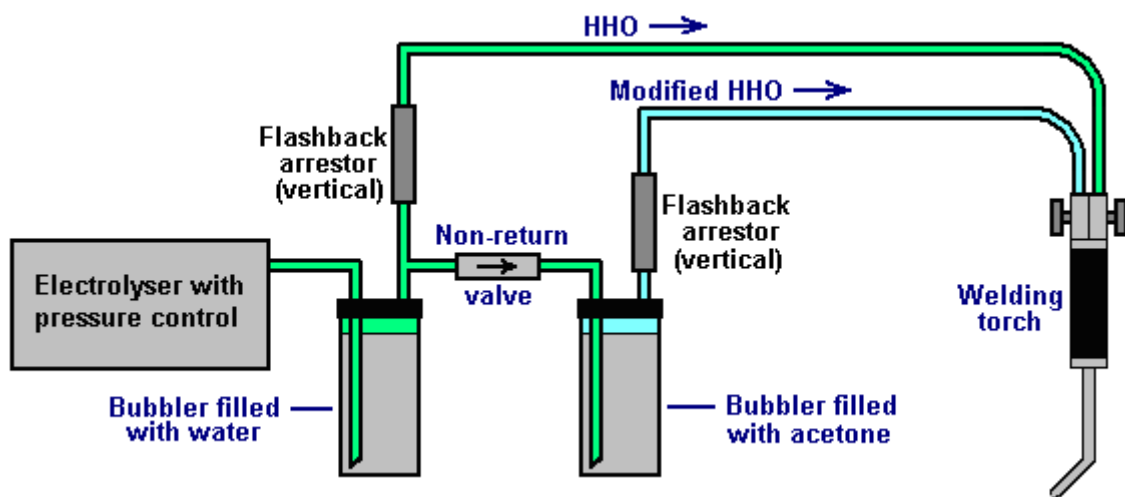 HHO
Modified HHO
Flashback
arrestor
(vertical)
Flashback
arrestor
(vertical)
Non-return
valve
Electrolyser with
pressure control
Welding
torch
Bubbler filled
with water
Bubbler filled
with acetone